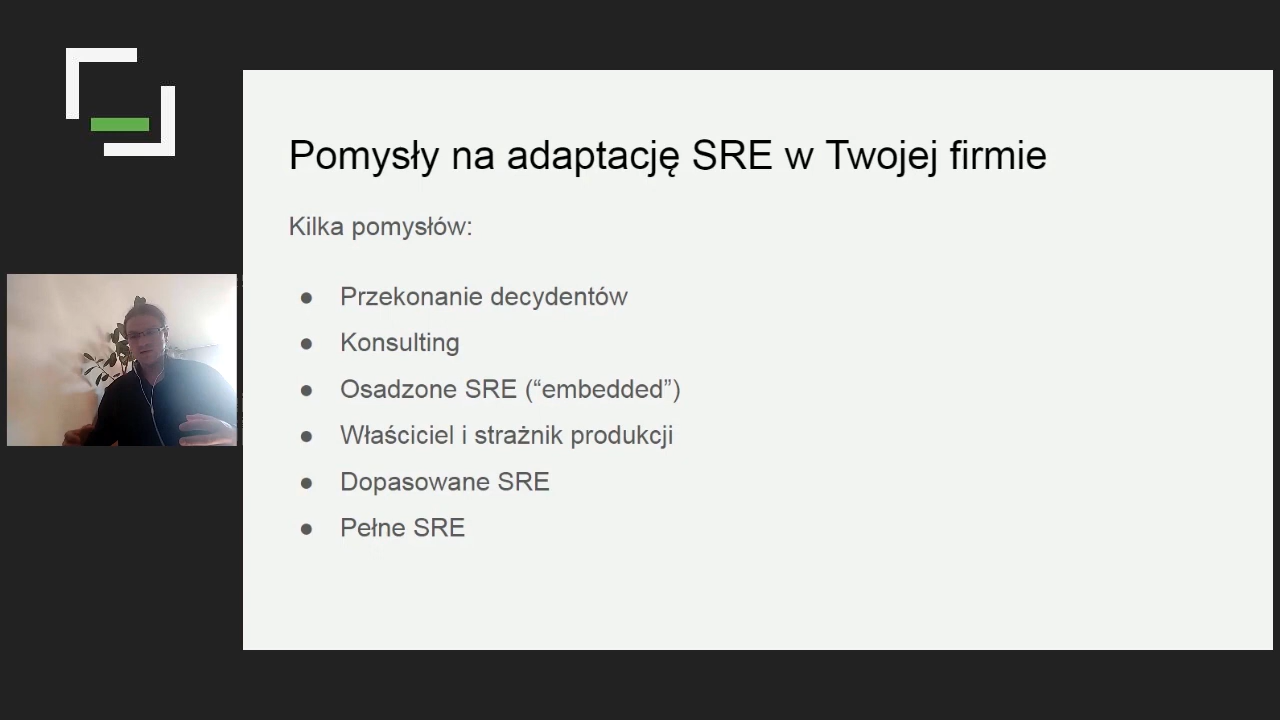 Pomysły na adaptację SRE w Twojej firmie
Kilka pomysłów:
● Przekonanie decydentów
● Konsulting
● Osadzone SRE (“embedded”)
● Właściciel i strażnik produkcji
● Dopasowane SRE
● Pełne SRE